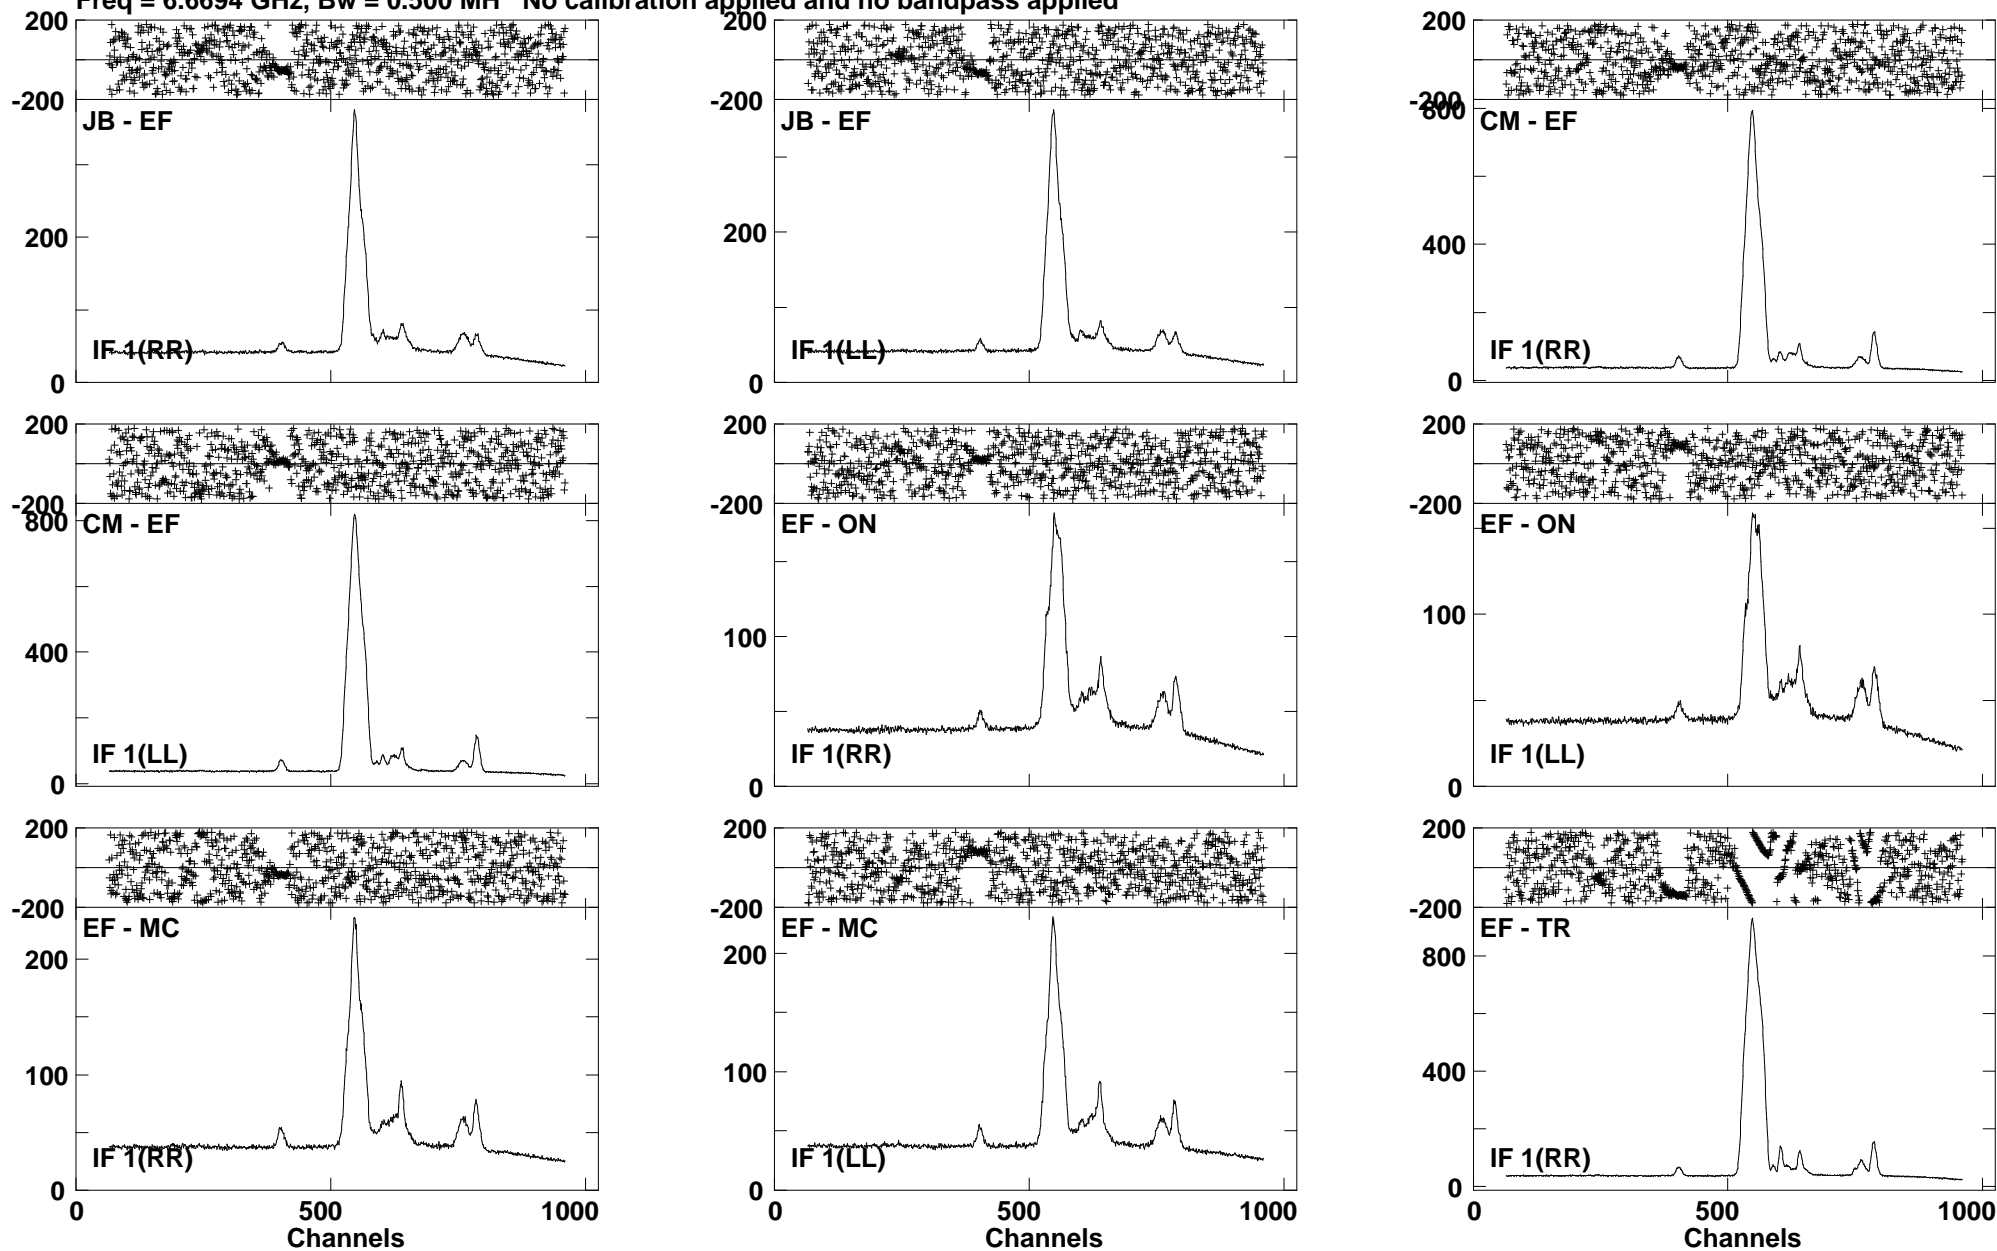 Freq = 6.6694 GHz, Bw = 0.500 MH No calibration applied and no bandpass applied
200 200 200
-200 -200 -200
JB - EF JB - EF 800 CM - EF
200 200 400
IF 1(RR) IF 1(LL) IF 1(RR)
0 0 0
200 200 200
-200 -200 -200
800 CM - EF EF - ON EF - ON
400 100 100
IF 1(LL) IF 1(RR) IF 1(LL)
0 0 0
200 200 200
-200 -200 -200
EF - MC EF - MC EF - TR
200 200 800
100 100 400
IF 1(RR) IF 1(LL) IF 1(RR)
0 0 0
0 500 1000 0 500 1000 0 500 1000
Channels Channels Channels